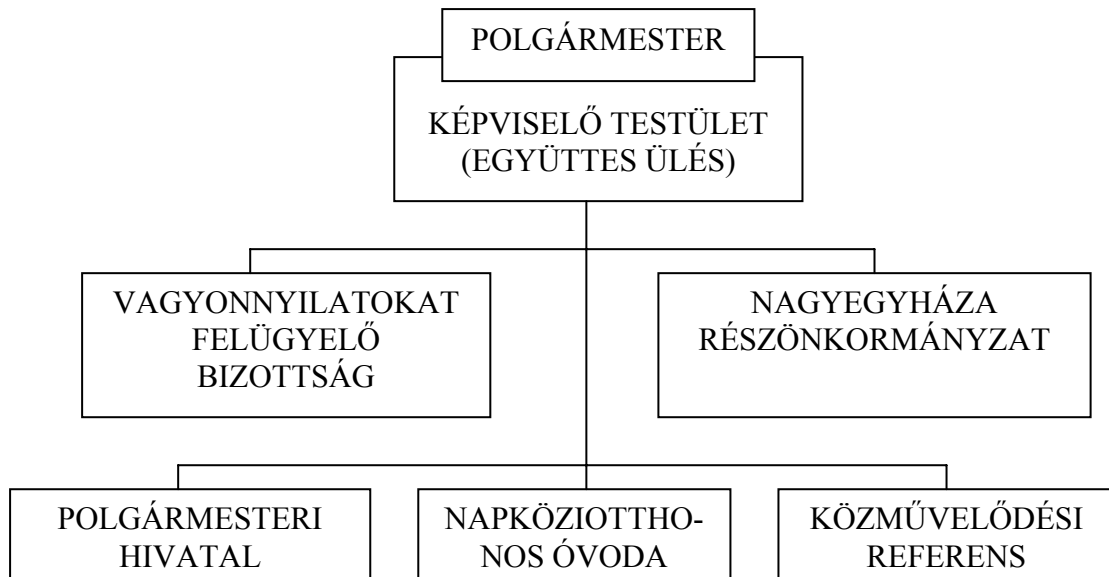 POLGÁRMESTER
KÉPVISELŐ TESTÜLET
(EGYÜTTES ÜLÉS)
VAGYONNYILATOKAT
FELÜGYELŐ
BIZOTTSÁG
NAGYEGYHÁZA
RÉSZÖNKORMÁNYZAT
POLGÁRMESTERI
HIVATAL
NAPKÖZIOTTHO-
NOS ÓVODA
KÖZMŰVELŐDÉSI
REFERENS